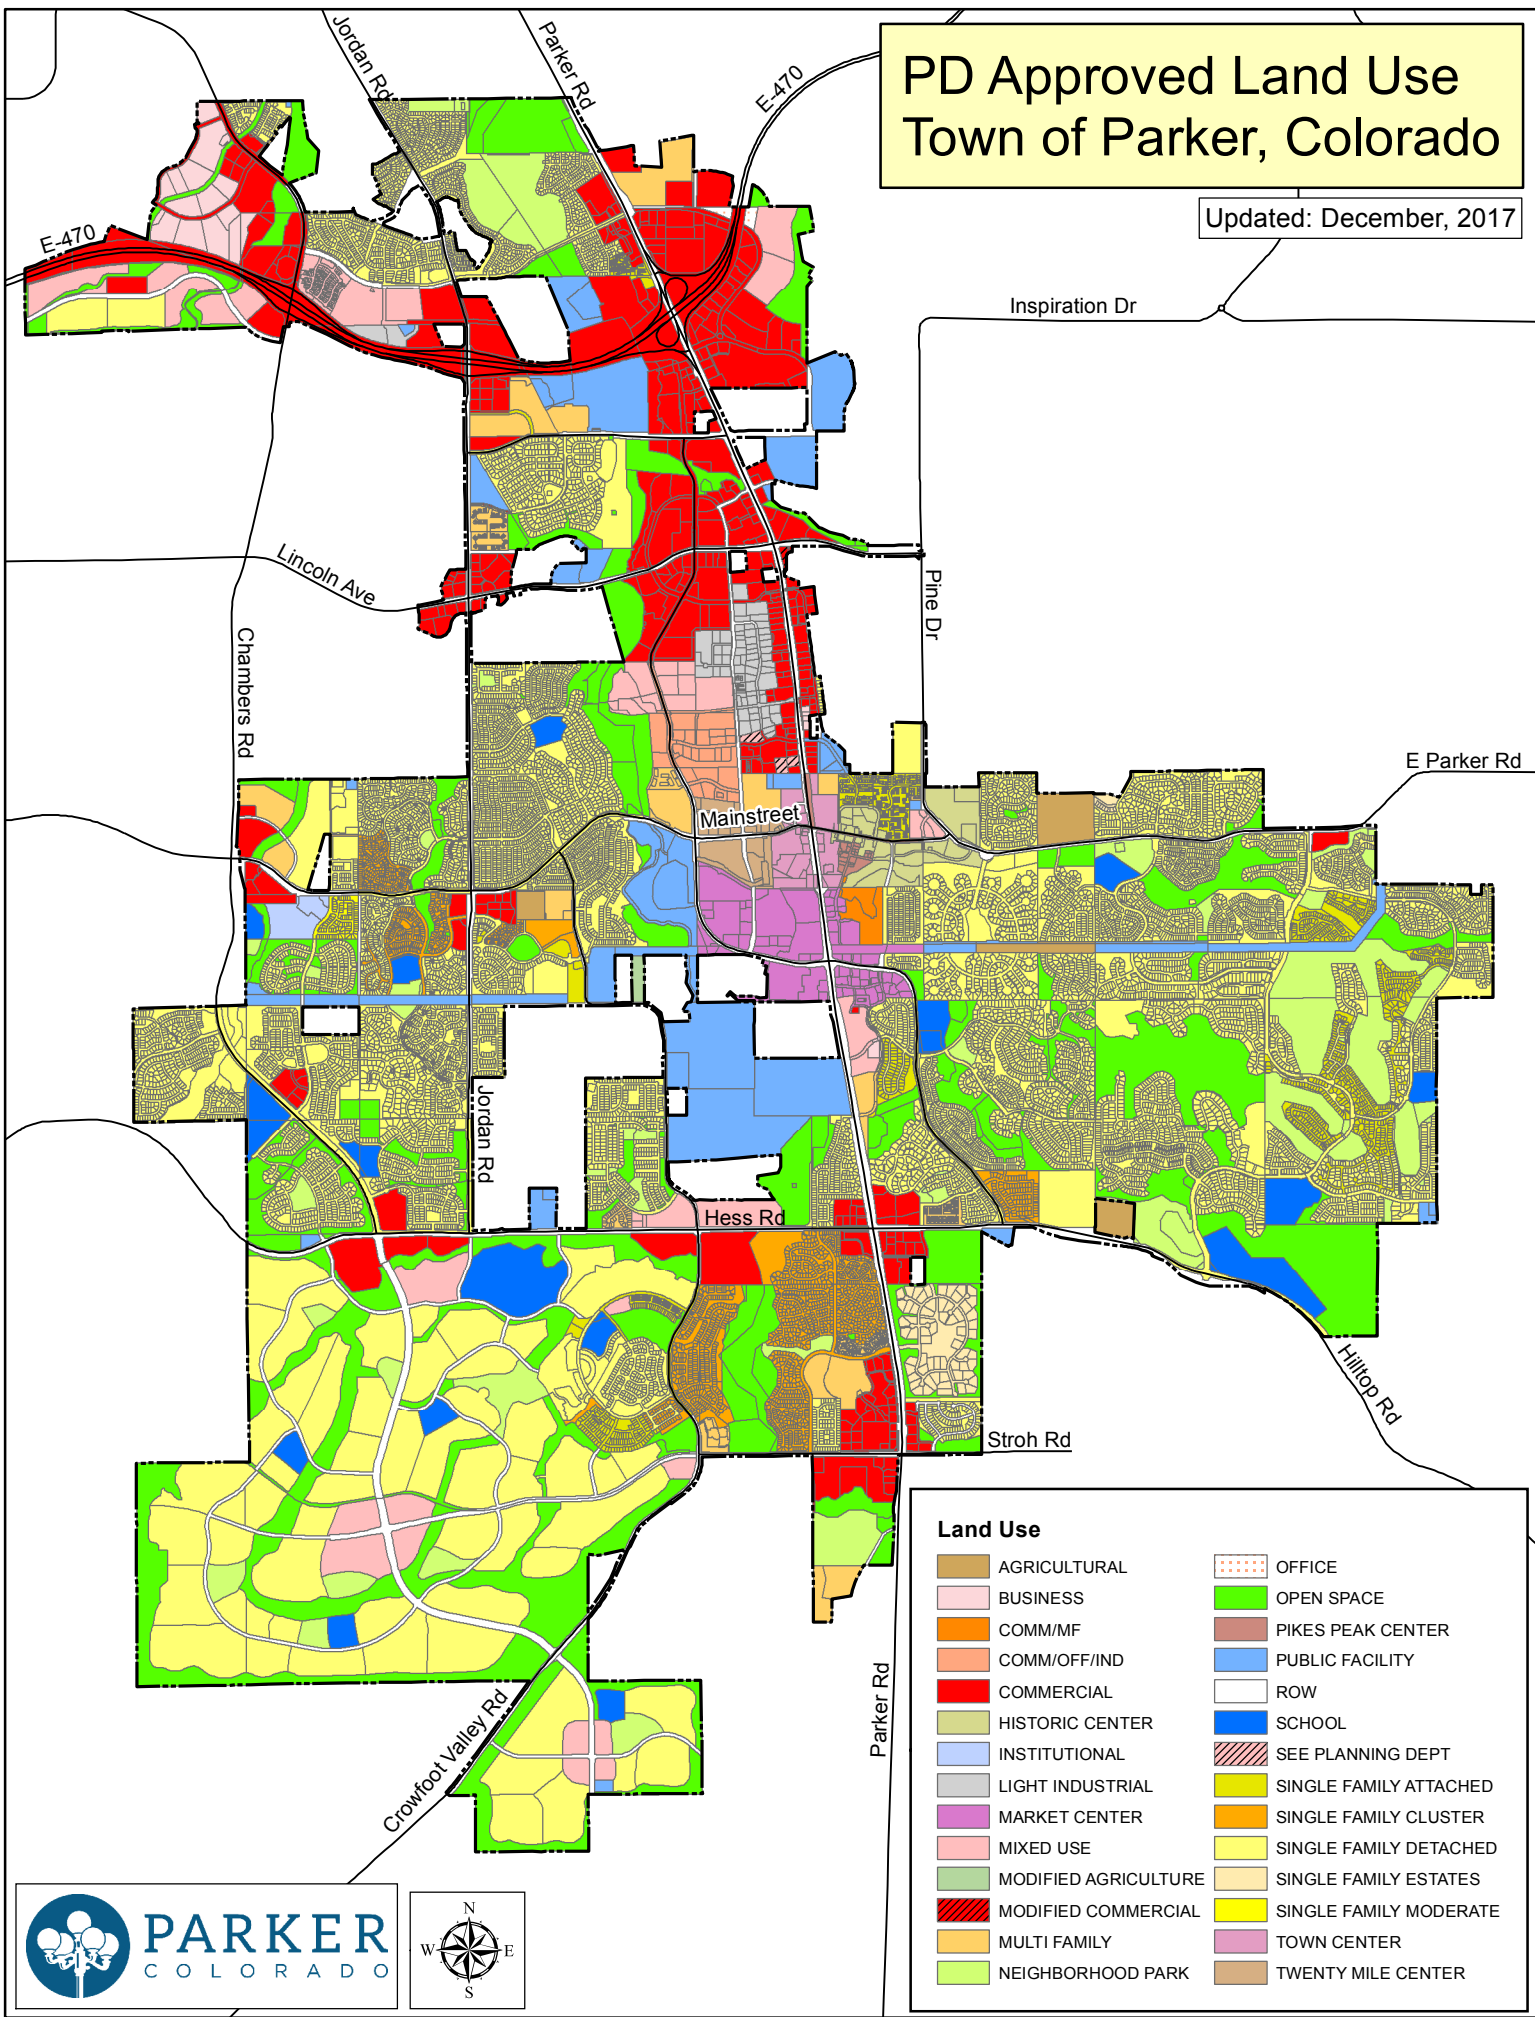 PD Approved Land Use
Town of Parker, Colorado
Updated: December, 2017
Jordan Rd
Parker Rd
E-470
E-470
Inspiration Dr
Lincoln Ave
Pine Dr
Chambers Rd
E Parker Rd
Mainstreet
Jordan Rd
Hess Rd
Hilltop Rd
Stroh Rd
Parker Rd
Crowfoot Valley Rd
Land Use
AGRICULTURAL
BUSINESS
COMM/MF
COMM/OFF/IND
COMMERCIAL
HISTORIC CENTER
INSTITUTIONAL
LIGHT INDUSTRIAL
MARKET CENTER
MIXED USE
MODIFIED AGRICULTURE
MODIFIED COMMERCIAL
MULTI FAMILY
NEIGHBORHOOD PARK
OFFICE
OPEN SPACE
PIKES PEAK CENTER
PUBLIC FACILITY
ROW
SCHOOL
SEE PLANNING DEPT
SINGLE FAMILY ATTACHED
SINGLE FAMILY CLUSTER
SINGLE FAMILY DETACHED
SINGLE FAMILY ESTATES
SINGLE FAMILY MODERATE
TOWN CENTER
TWENTY MILE CENTER
PARKER
COLORADO
N
W
E
S